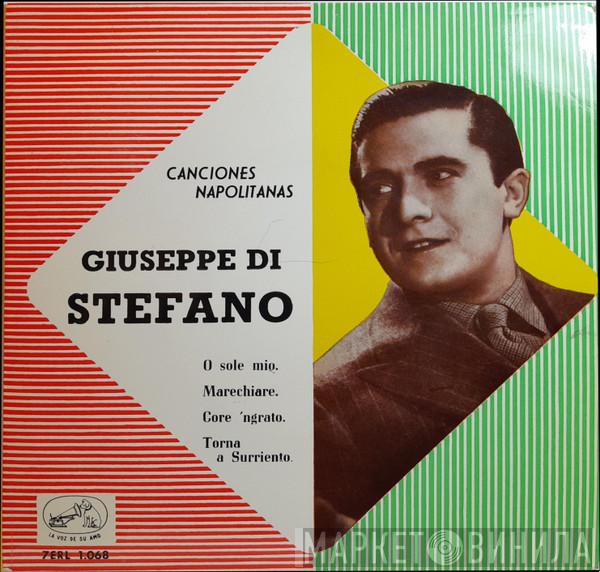 CANCIONES
NAPOLITANAS
GIUSEPPE DI
STEFANO
O sole mio.
Marechiare.
Core 'ngrato.
Torna
a Surriento.
LA VOZ DE SU AMO
7ERL 1.068
МАРКЕТ ВИНИЛА